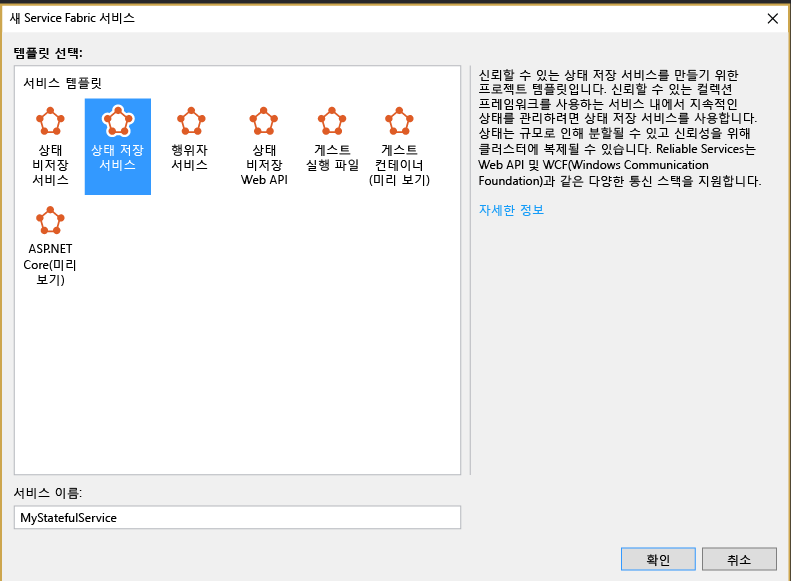 새 Service Fabric 서비스
템플릿 선택:
서비스 템플릿
상태
비저장
서비스
상태 저장
서비스
행위자
서비스
상태
비저장
Web API
게스트
실행 파일
게스트
컨테이너
(미리 보기)
ASP.NET
Core(미리
보기)
신뢰할 수 있는 상태 저장 서비스를 만들기 위한
프로젝트 템플릿입니다. 신뢰할 수 있는 컬렉션
프레임워크를 사용하는 서비스 내에서 지속적인
상태를 관리하려면 상태 저장 서비스를 사용합니다.
상태는 규모로 인해 분할될 수 있고 신뢰성을 위해
클러스터에 복제될 수 있습니다. Reliable Services는
Web API 및 WCF(Windows Communication
Foundation)과 같은 다양한 통신 스택을 지원합니다.
자세한 정보
서비스 이름:
MyStatefulService
확인
취소